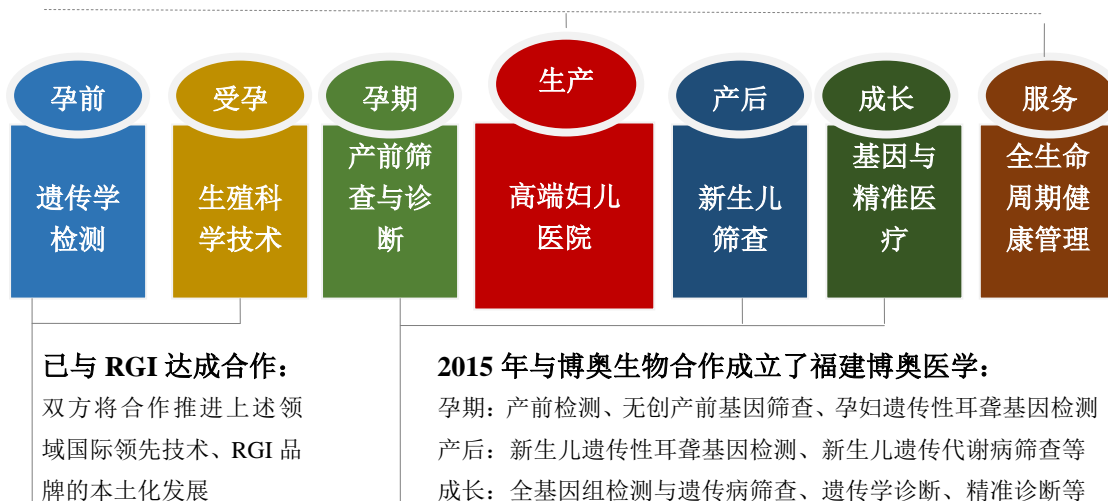 孕前
受孕
孕期
生产
产后
成长
服务
遗传学
检测
生殖科
学技术
产前筛
查与诊
断
高端妇儿
医院
新生儿
筛查
基因与
精准医
疗
全生命
周期健
康管理
已与 RGI 达成合作：
双方将合作推进上述领
域国际领先技术、RGI 品
牌的本土化发展
2015 年与博奥生物合作成立了福建博奥医学：
孕期：产前检测、无创产前基因筛查、孕妇遗传性耳聋基因检测
产后：新生儿遗传性耳聋基因检测、新生儿遗传代谢病筛查等
成长：全基因组检测与遗传病筛查、遗传学诊断、精准诊断等